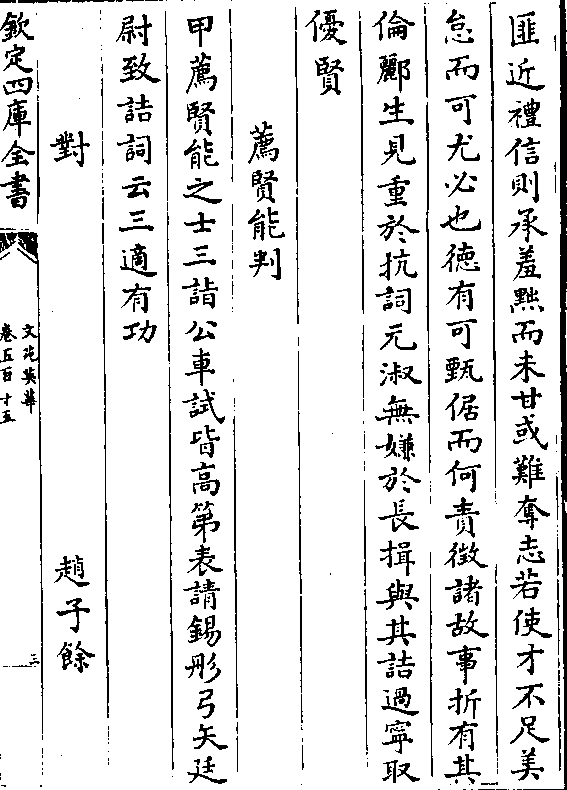 匪近禮信則承羞黜而未甘或難奪志若使才不足美
怠而可尤必也徳有可甄倨而何責徴諸故事折有其
倫酈生見重於抗詞元淑無嫌於長揖與其詰過寧取
優賢
薦賢能判
甲薦賢能之士三詣公車試皆高第表請錫彤弓矢廷
尉致詰詞云三適有功
對
趙子餘
欽定四庫全書
文苑英華
卷五百十五
三